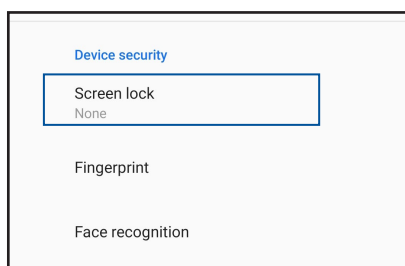 Device security
Screen lock
None
Fingerprint
Face recognition